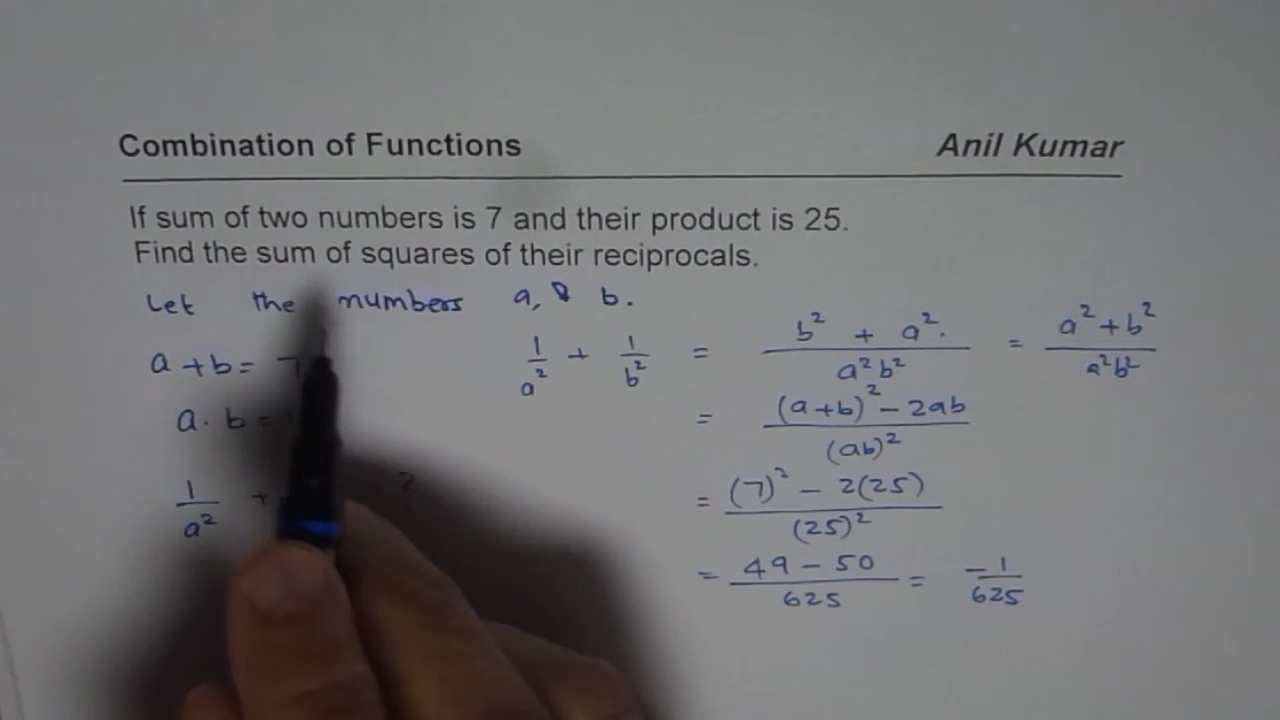 Combination of Functions Anil Kumar
If sum of two numbers is 7 and their product is 25.
Find the sum of squares of their reciprocals.
Let the numbers a, & b.
a + b = 7
a · b =
1/a² + ?
1/a² + 1/b² = (b² + a².)/(a²b²) = (a² + b²)/(a²b²)
= ((a+b)² - 2ab)/(ab)²
= ((7)² - 2(25))/(25)²
= (49 - 50)/625 = -1/625